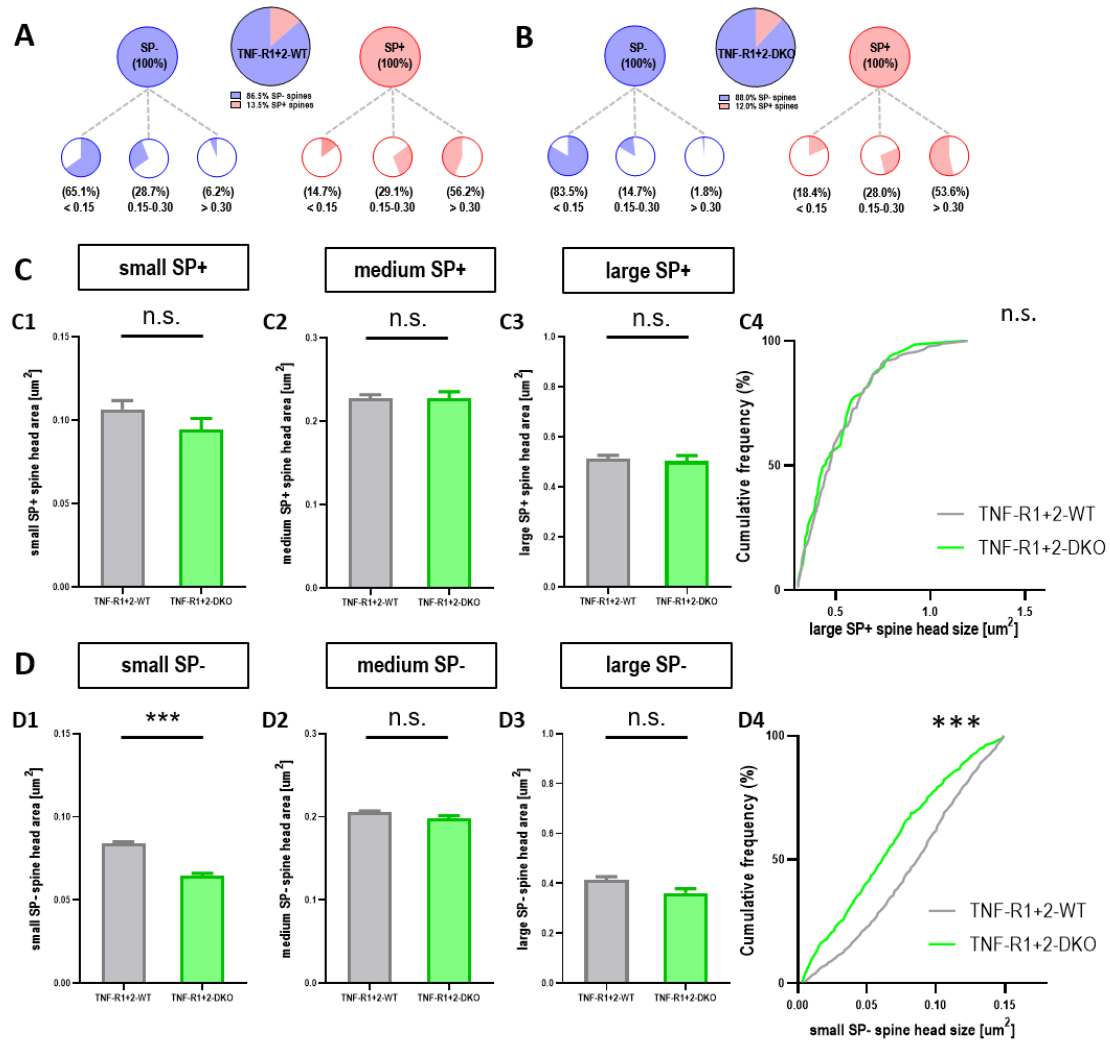 A
SP-
(100%)
TNF-R1+2-WT
86.5% SP- spines
13.5% SP+ spines
SP+
(100%)
(65.1%)
< 0.15
(28.7%)
0.15-0.30
(6.2%)
> 0.30
(14.7%)
< 0.15
(29.1%)
0.15-0.30
(56.2%)
> 0.30
B
SP-
(100%)
TNF-R1+2-DKO
88.0% SP- spines
12.0% SP+ spines
SP+
(100%)
(83.5%)
< 0.15
(14.7%)
0.15-0.30
(1.8%)
> 0.30
(18.4%)
< 0.15
(28.0%)
0.15-0.30
(53.6%)
> 0.30
C
small SP+
medium SP+
large SP+
C1
n.s.
small SP+ spine head area [um²]
0.15
0.10
0.05
0.00
TNF-R1+2-WT
TNF-R1+2-DKO
C2
n.s.
medium SP+ spine head area [um²]
0.3
0.2
0.1
0.0
TNF-R1+2-WT
TNF-R1+2-DKO
C3
n.s.
large SP+ spine head area [um²]
1.0
0.8
0.6
0.4
0.2
0.0
TNF-R1+2-WT
TNF-R1+2-DKO
C4
n.s.
Cumulative frequency (%)
100
50
0
TNF-R1+2-WT
TNF-R1+2-DKO
0.5
1.0
1.5
large SP+ spine head size [um²]
D
small SP-
medium SP-
large SP-
D1
***
small SP- spine head area [um²]
0.15
0.10
0.05
0.00
TNF-R1+2-WT
TNF-R1+2-DKO
D2
n.s.
medium SP- spine head area [um²]
0.3
0.2
0.1
0.0
TNF-R1+2-WT
TNF-R1+2-DKO
D3
n.s.
large SP- spine head area [um²]
1.0
0.8
0.6
0.4
0.2
0.0
TNF-R1+2-WT
TNF-R1+2-DKO
D4
***
Cumulative frequency (%)
100
50
0
TNF-R1+2-WT
TNF-R1+2-DKO
0.00
0.05
0.10
0.15
small SP- spine head size [um²]